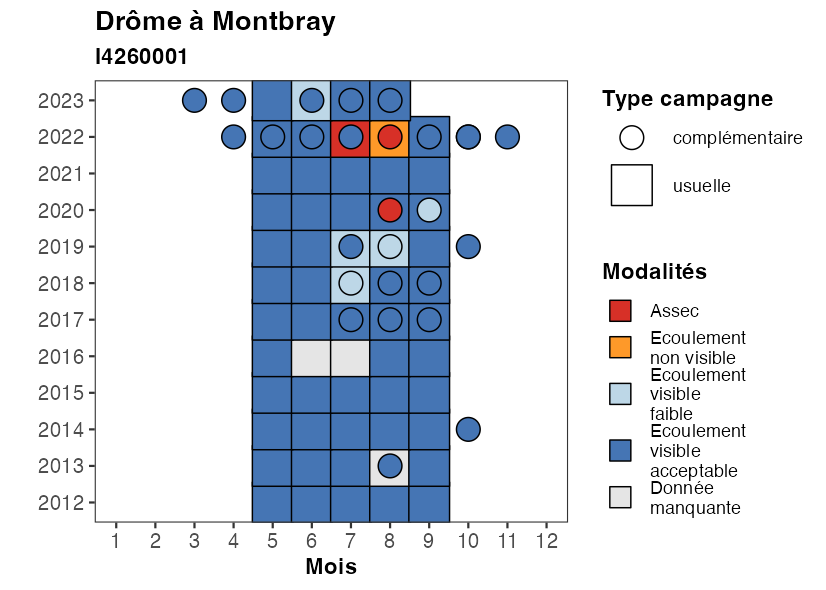 Drôme à Montbray
I4260001
2023
2022
2021
2020
2019
2018
2017
2016
2015
2014
2013
2012
1 2 3 4 5 6 7 8 9 10 11 12
Mois
Type campagne
complémentaire
usuelle
Modalités
Assec
Ecoulement
non visible
Ecoulement
visible
faible
Ecoulement
visible
acceptable
Donnée
manquante